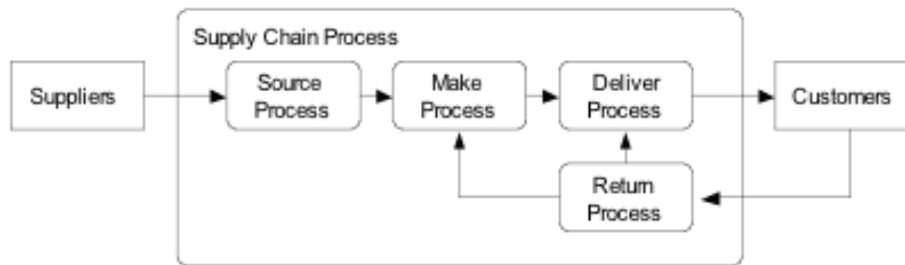 Supply Chain Process
Suppliers
Source
Process
Make
Process
Deliver
Process
Customers
Return
Process